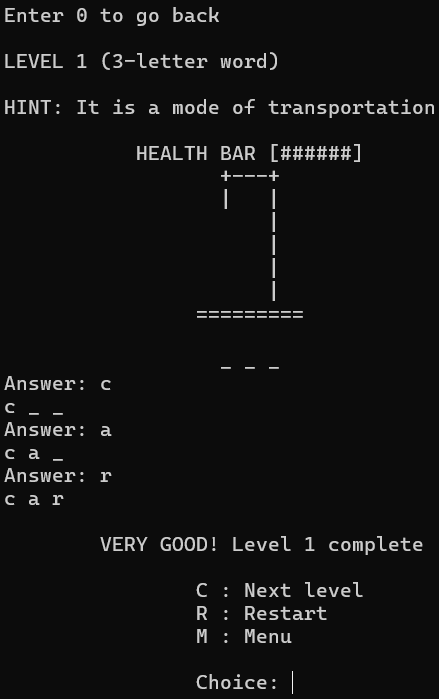 Enter 0 to go back
LEVEL 1 (3-letter word)
HINT: It is a mode of transportation
HEALTH BAR [######]
+---+
|   |
|
|
|
|
=========
_ _ _
Answer: c
c _ _
Answer: a
c a _
Answer: r
c a r
VERY GOOD! Level 1 complete
C : Next level
R : Restart
M : Menu
Choice: